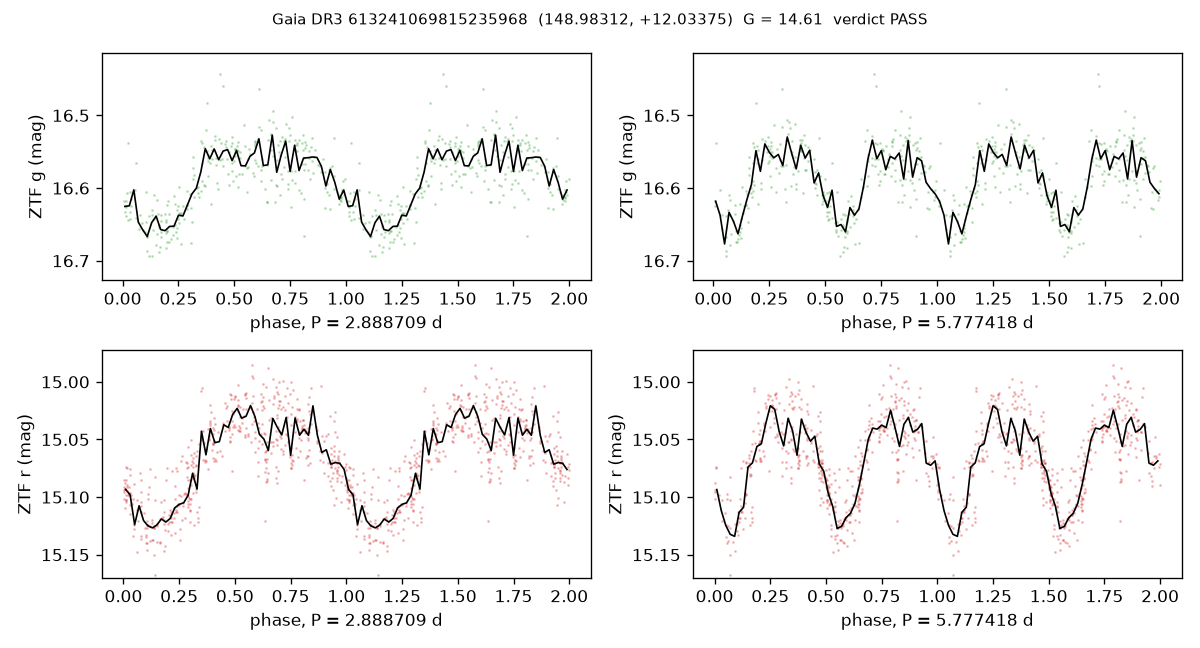 Gaia DR3 613241069815235968 (148.98312, +12.03375) G = 14.61 verdict PASS
ZTF g (mag)
16.5
16.6
16.7
0.00 0.25 0.50 0.75 1.00 1.25 1.50 1.75 2.00
phase, P = 2.888709 d
ZTF g (mag)
16.5
16.6
16.7
0.00 0.25 0.50 0.75 1.00 1.25 1.50 1.75 2.00
phase, P = 5.777418 d
ZTF r (mag)
15.00
15.05
15.10
15.15
0.00 0.25 0.50 0.75 1.00 1.25 1.50 1.75 2.00
phase, P = 2.888709 d
ZTF r (mag)
15.00
15.05
15.10
15.15
0.00 0.25 0.50 0.75 1.00 1.25 1.50 1.75 2.00
phase, P = 5.777418 d